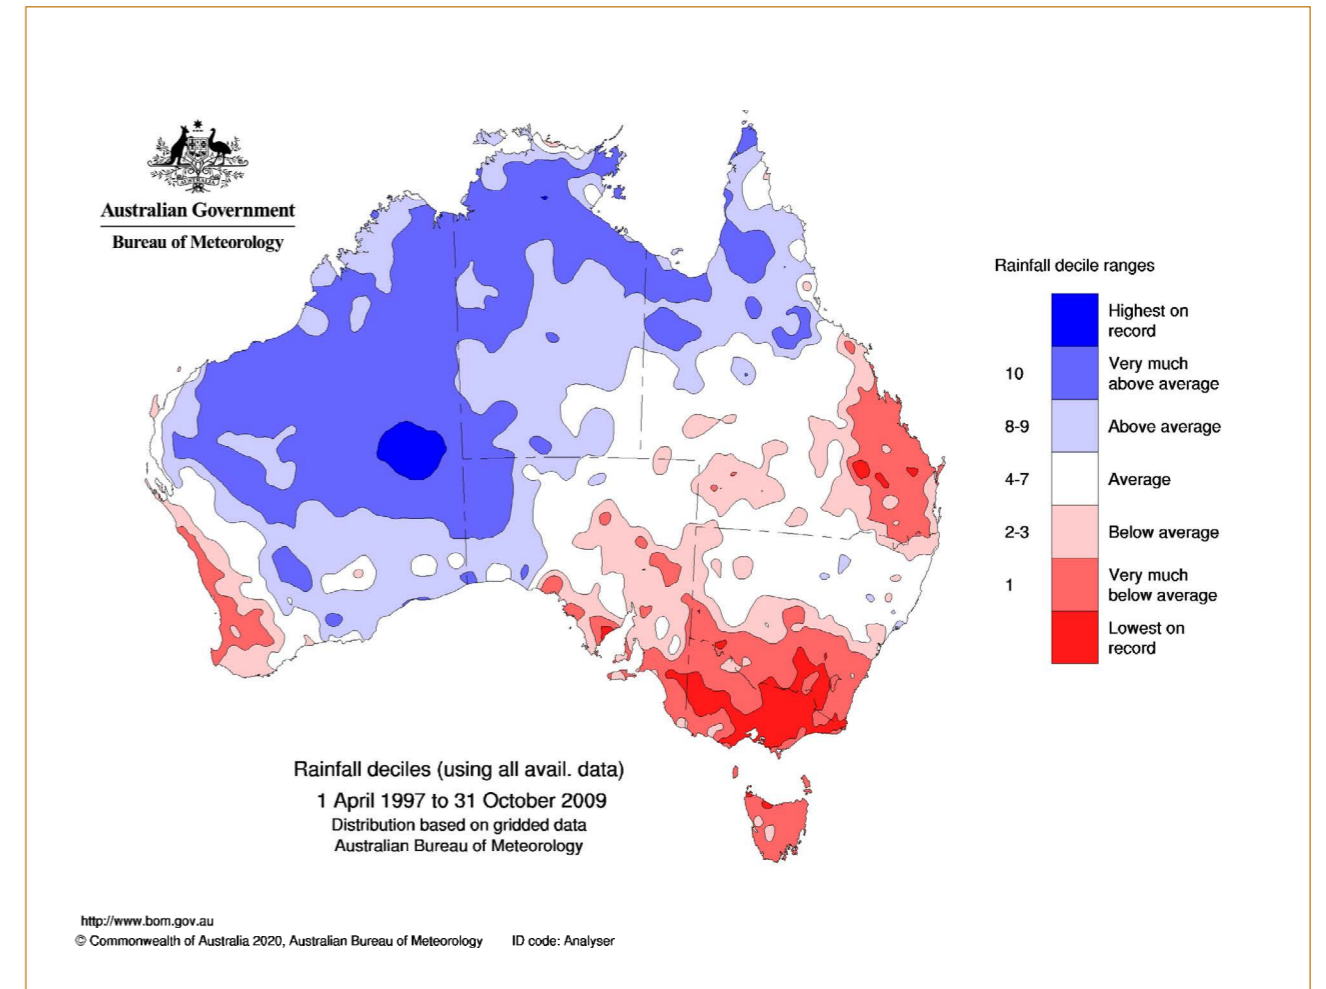 Australian Government
Bureau of Meteorology
Rainfall decile ranges
Highest on
record
10
Very much
above average
8-9
Above average
4-7
Average
2-3
Below average
1
Very much
below average
Lowest on
record
Rainfall deciles (using all avail. data)
1 April 1997 to 31 October 2009
Distribution based on gridded data
Australian Bureau of Meteorology
http://www.bom.gov.au
© Commonwealth of Australia 2020, Australian Bureau of Meteorology ID code: Analyser